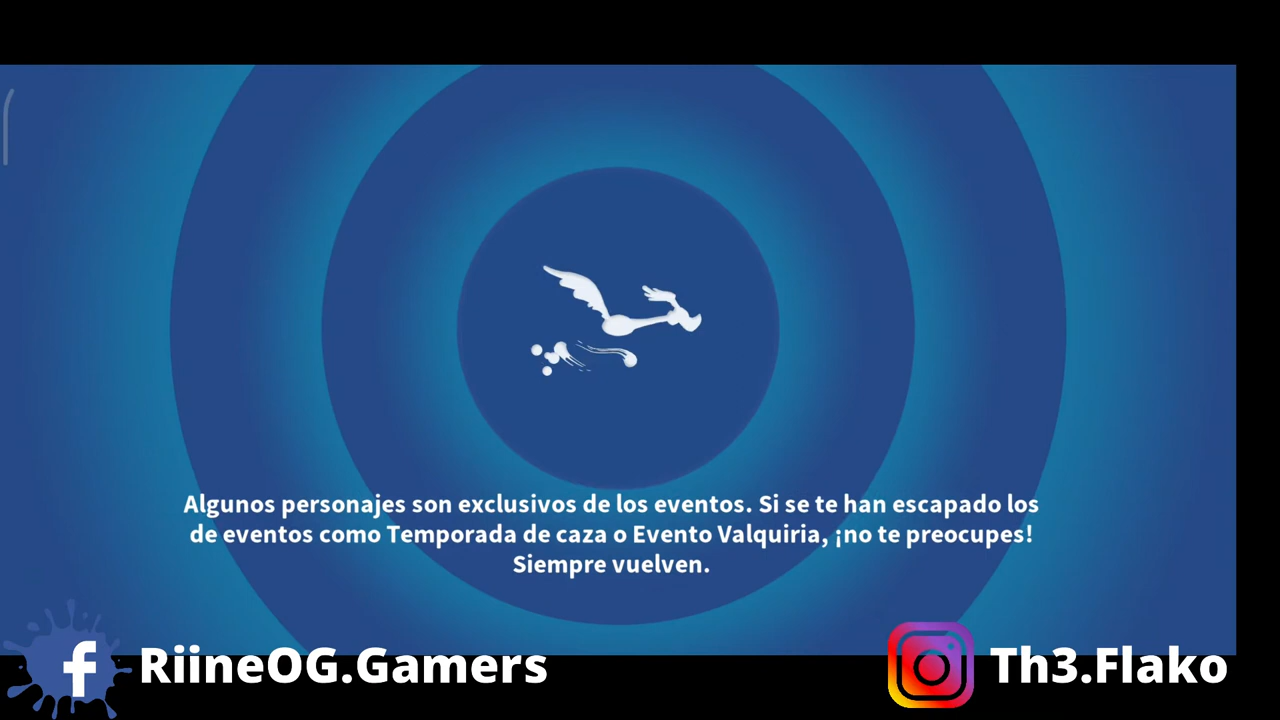 Algunos personajes son exclusivos de los eventos. Si se te han escapado los
de eventos como Temporada de caza o Evento Valquiria, ¡no te preocupes!
Siempre vuelven.
f RiineOG.Gamers
Th3.Flako